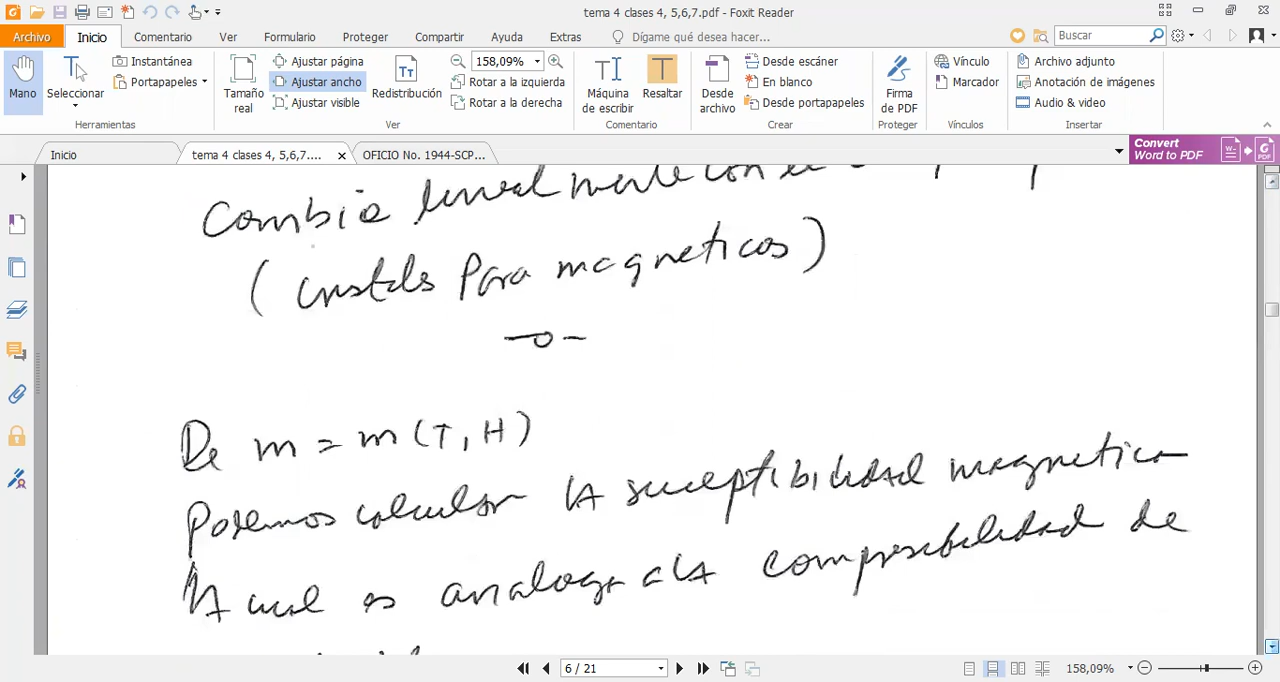 tema 4 clases 4, 5,6,7.pdf - Foxit Reader
Archivo Inicio Comentario Ver Formulario Proteger Compartir Ayuda Extras Dígame qué desea hacer... Buscar
Mano
Seleccionar
Instantánea
Portapapeles
Herramientas
Tamaño real
Ajustar página
Ajustar ancho
Ajustar visible
Redistribución
158,09%
Rotar a la izquierda
Rotar a la derecha
Ver
Máquina de escribir
Resaltar
Comentario
Desde archivo
Desde escáner
En blanco
Desde portapapeles
Crear
Firma de PDF
Proteger
Vínculo
Marcador
Vínculos
Archivo adjunto
Anotación de imágenes
Audio & video
Insertar
Inicio tema 4 clases 4, 5,6,7.... OFICIO No. 1944-SCP...
Convert
Word to PDF
Cambia linealmente con el
(cristales Paramagneticos)
De m = m(T, H)
Podemos calcular la suceptibilidad magnetica
la cual es analoga a la compresibilidad de
6 / 21 158,09%